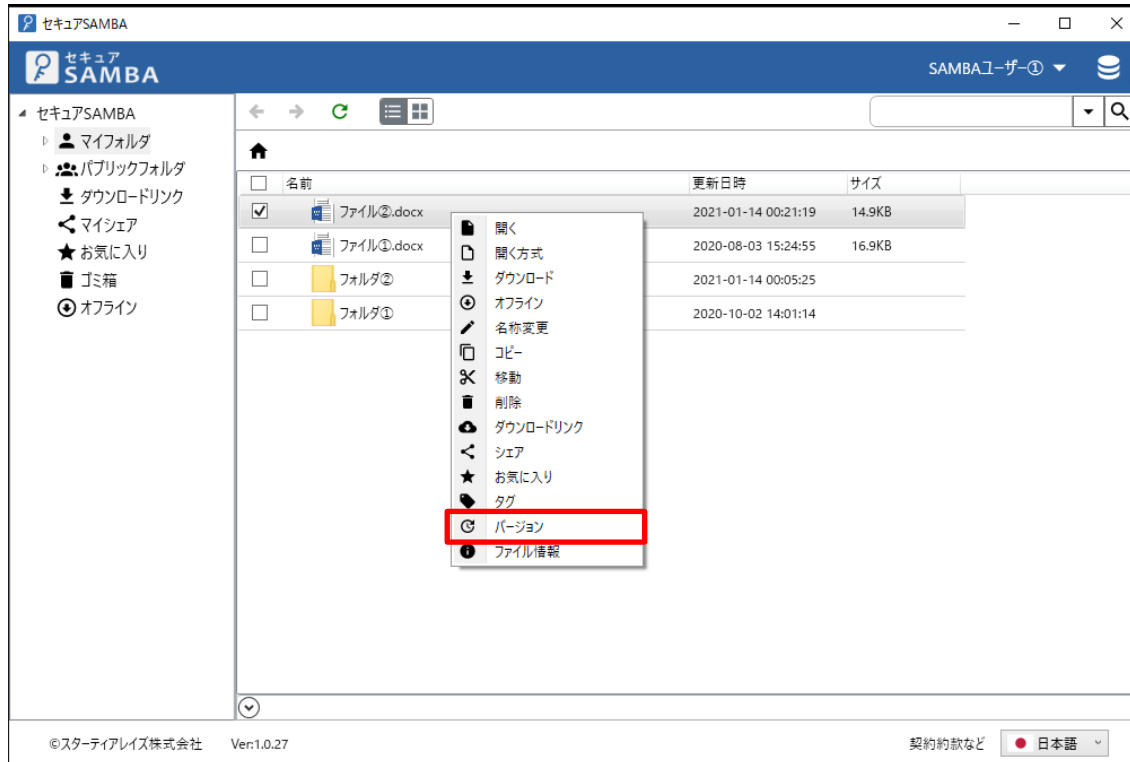 セキュアSAMBA
セキュア
SAMBA
SAMBAユーザー①
セキュアSAMBA
マイフォルダ
パブリックフォルダ
ダウンロードリンク
マイシェア
お気に入り
ゴミ箱
オフライン
名前 更新日時 サイズ
ファイル②.docx 2021-01-14 00:21:19 14.9KB
ファイル①.docx 2020-08-03 15:24:55 16.9KB
フォルダ② 2021-01-14 00:05:25
フォルダ① 2020-10-02 14:01:14
開く
開く方式
ダウンロード
オフライン
名称変更
コピー
移動
削除
ダウンロードリンク
シェア
お気に入り
タグ
バージョン
ファイル情報
©スターティアレイズ株式会社 Ver:1.0.27
契約約款など 日本語